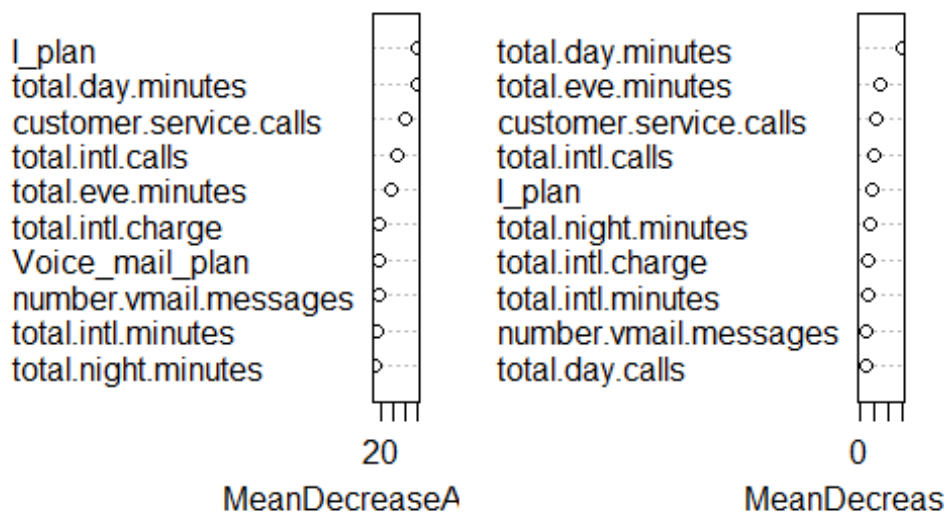 l_plan
total.day.minutes
customer.service.calls
total.intl.calls
total.eve.minutes
total.intl.charge
Voice_mail_plan
number.vmail.messages
total.intl.minutes
total.night.minutes
20
MeanDecreaseA
total.day.minutes
total.eve.minutes
customer.service.calls
total.intl.calls
l_plan
total.night.minutes
total.intl.charge
total.intl.minutes
number.vmail.messages
total.day.calls
0
MeanDecreas